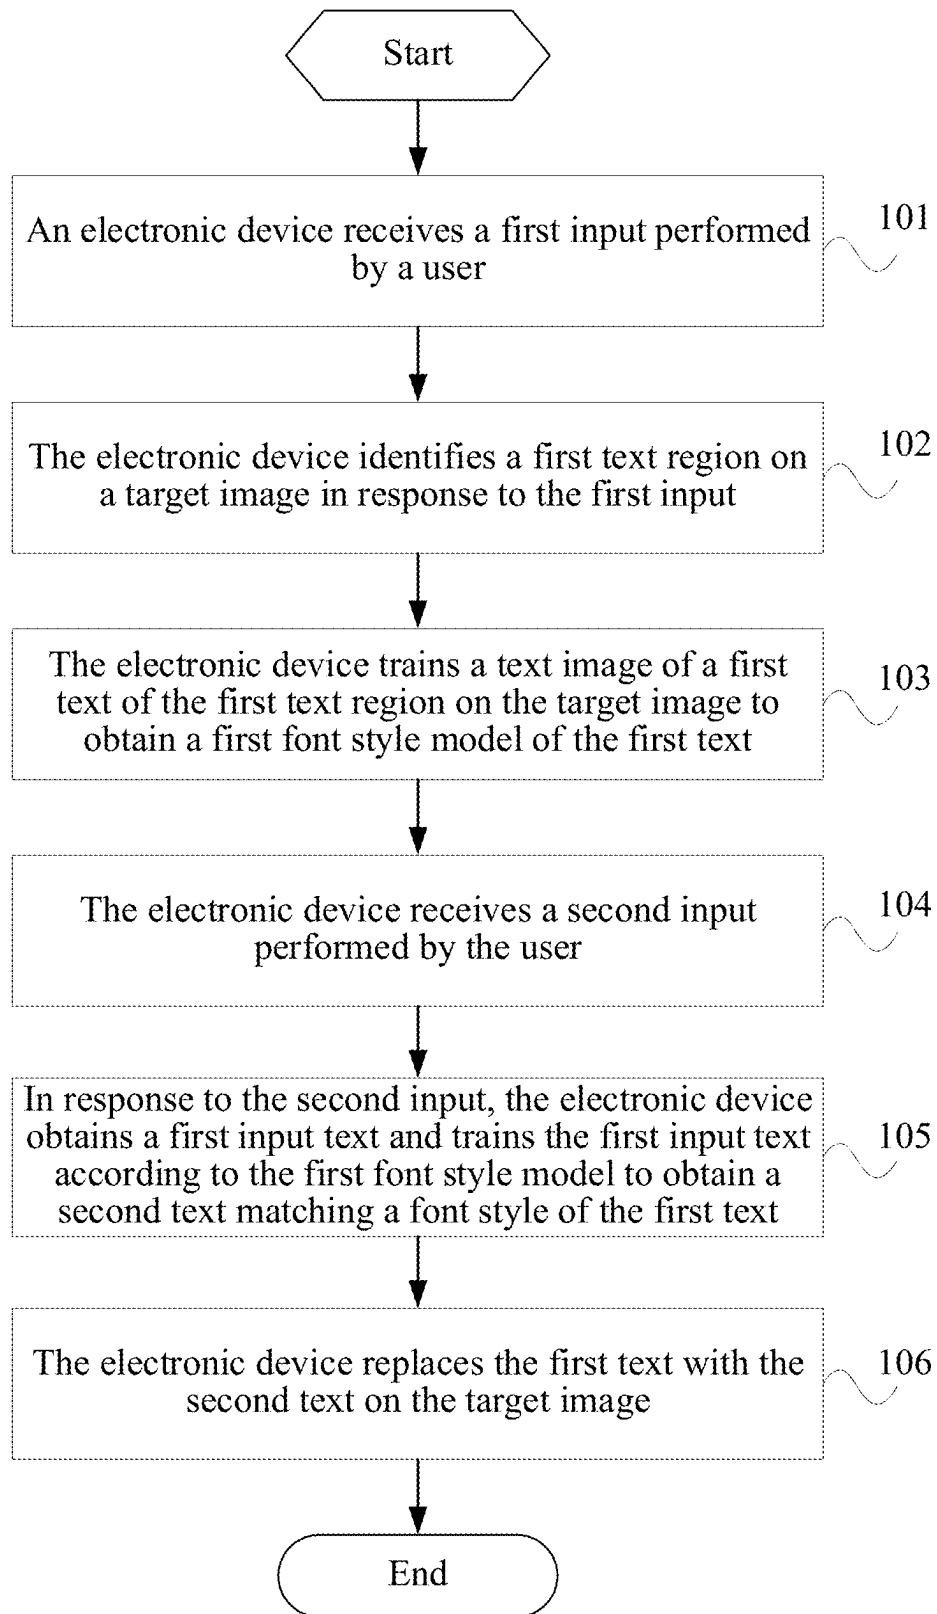 Start
An electronic device receives a first input performed
by a user
101
The electronic device identifies a first text region on
a target image in response to the first input
102
The electronic device trains a text image of a first
text of the first text region on the target image to
obtain a first font style model of the first text
103
The electronic device receives a second input
performed by the user
104
In response to the second input, the electronic device
obtains a first input text and trains the first input text
according to the first font style model to obtain a
second text matching a font style of the first text
105
The electronic device replaces the first text with the
second text on the target image
106
End